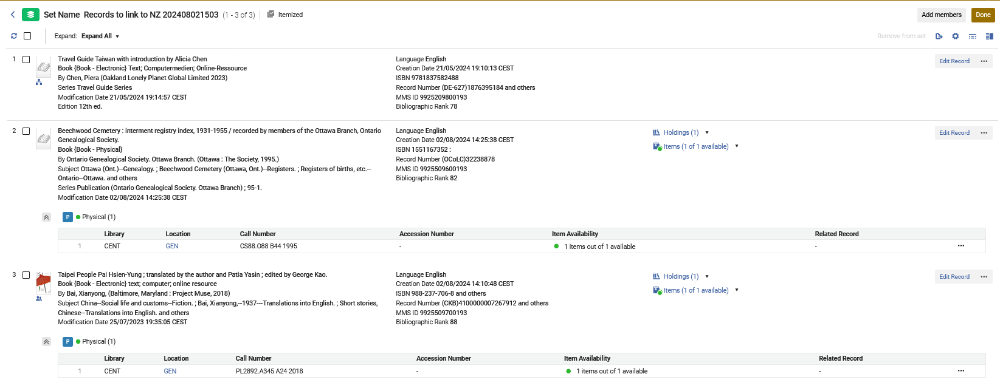 Set Name Records to link to NZ 202408021503 (1 - 3 of 3) Itemized Add members Done
Expand: Expand All Remove from set
1 Travel Guide Taiwan with introduction by Alicia Chen Language English Edit Record
Book {Book - Electronic} Text; Computermedien; Online-Ressource Creation Date 21/05/2024 19:10:13 CEST
By Chen, Piera (Oakland Lonely Planet Global Limited 2023) ISBN 9781837582488
Series Travel Guide Series Record Number (DE-627)1876395184 and others
Modification Date 21/05/2024 19:14:57 CEST MMS ID 9925209800193
Edition 12th ed. Bibliographic Rank 78
2 Beechwood Cemetery : interment registry index, 1931-1955 / recorded by members of the Ottawa Branch, Ontario Language English Holdings (1) Edit Record
Genealogical Society. Creation Date 02/08/2024 14:25:38 CEST
Book {Book - Physical} ISBN 1551167352 : Items (1 of 1 available)
By Ontario Genealogical Society. Ottawa Branch. (Ottawa : The Society, 1995.) Record Number (OCoLC)32238878
Subject Ottawa (Ont.)--Genealogy. ; Beechwood Cemetery (Ottawa, Ont.)--Registers. ; Registers of births, etc.-- MMS ID 9925509600193
Ontario--Ottawa. and others Bibliographic Rank 82
Series Publication (Ontario Genealogical Society. Ottawa Branch) ; 95-1.
Modification Date 02/08/2024 14:25:38 CEST
P Physical (1)
Library Location Call Number Accession Number Item Availability Related Record
1 CENT GEN CS88.O88 B44 1995 - 1 items out of 1 available -
3 Taipei People Pai Hsien-Yung ; translated by the author and Patia Yasin ; edited by George Kao. Language English Holdings (1) Edit Record
Book {Book - Electronic} text; computer; online resource Creation Date 02/08/2024 14:10:48 CEST
By Bai, Xianyong, (Baltimore, Maryland : Project Muse, 2018) ISBN 988-237-706-8 and others Items (1 of 1 available)
Subject China--Social life and customs--Fiction. ; Bai, Xianyong,--1937---Translations into English. ; Short stories, Record Number (CKB)4100000007267912 and others
Chinese--Translations into English. and others MMS ID 9925509700193
Modification Date 25/07/2023 19:35:05 CEST Bibliographic Rank 88
P Physical (1)
Library Location Call Number Accession Number Item Availability Related Record
1 CENT GEN PL2892.A345 A24 2018 - 1 items out of 1 available -